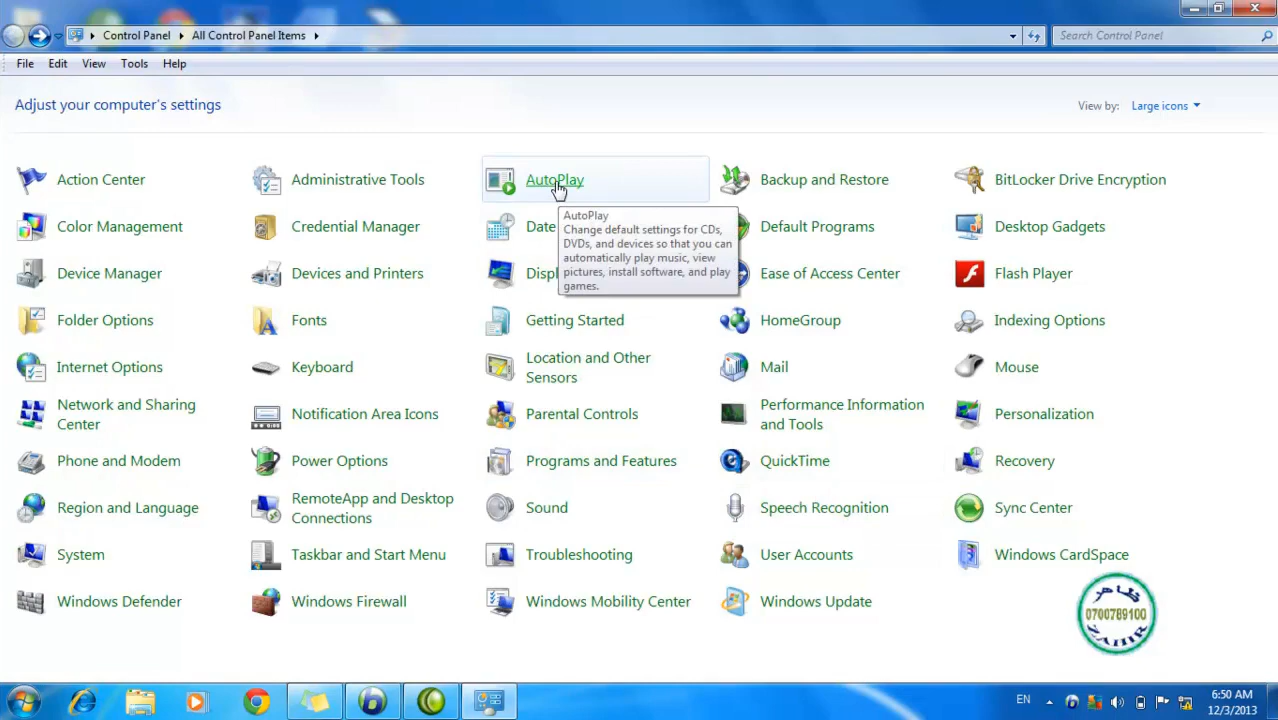 Control Panel
All Control Panel Items
Search Control Panel
File Edit View Tools Help
Adjust your computer's settings
View by: Large icons
Action Center
Administrative Tools
AutoPlay
Backup and Restore
BitLocker Drive Encryption
Color Management
Credential Manager
Date
Default Programs
Desktop Gadgets
AutoPlay
Change default settings for CDs,
DVDs, and devices so that you can
automatically play music, view
pictures, install software, and play
games.
Device Manager
Devices and Printers
Displ
Ease of Access Center
Flash Player
Folder Options
Fonts
Getting Started
HomeGroup
Indexing Options
Internet Options
Keyboard
Location and Other
Sensors
Mail
Mouse
Network and Sharing
Center
Notification Area Icons
Parental Controls
Performance Information
and Tools
Personalization
Phone and Modem
Power Options
Programs and Features
QuickTime
Recovery
Region and Language
RemoteApp and Desktop
Connections
Sound
Speech Recognition
Sync Center
System
Taskbar and Start Menu
Troubleshooting
User Accounts
Windows CardSpace
Windows Defender
Windows Firewall
Windows Mobility Center
Windows Update
ظاهر
0700789100
ZAHIR
EN
6:50 AM
12/3/2013